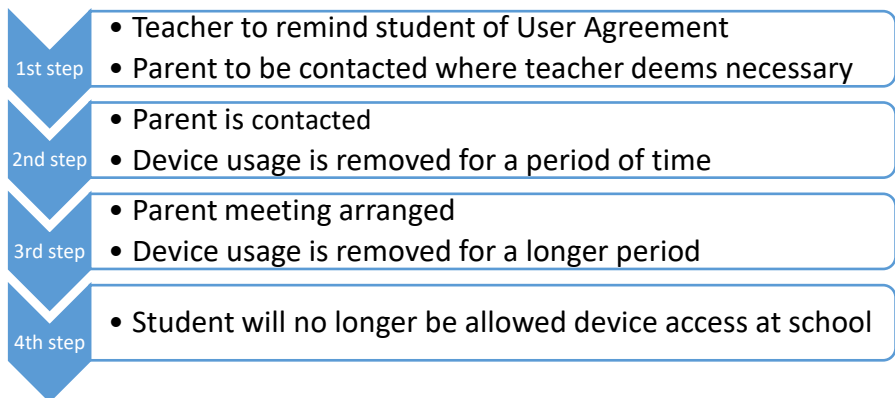 1st step
• Teacher to remind student of User Agreement
• Parent to be contacted where teacher deems necessary
2nd step
• Parent is contacted
• Device usage is removed for a period of time
3rd step
• Parent meeting arranged
• Device usage is removed for a longer period
4th step
• Student will no longer be allowed device access at school